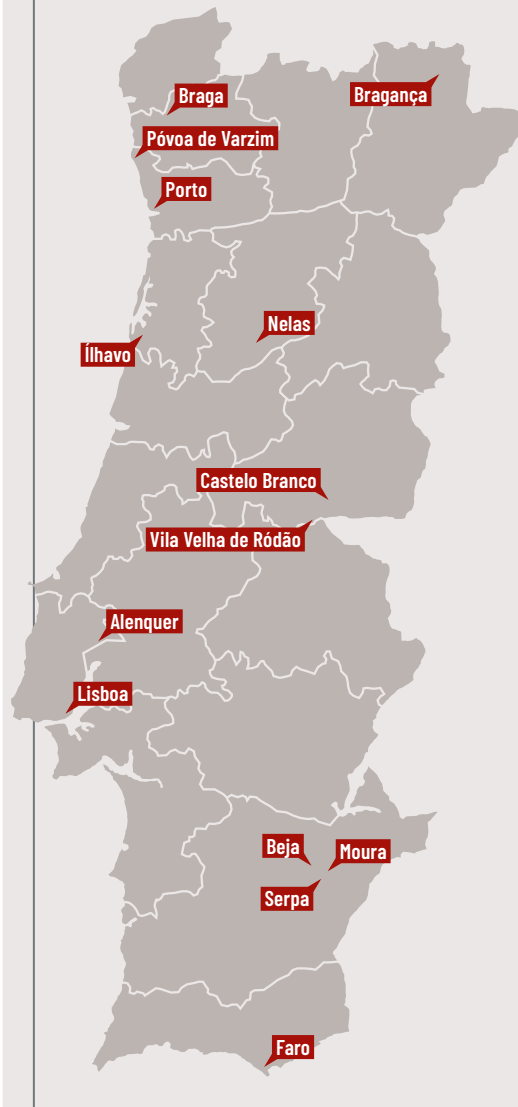 Braga
Bragança
Póvoa de Varzim
Porto
Nelas
Ílhavo
Castelo Branco
Vila Velha de Ródão
Alenquer
Lisboa
Beja
Moura
Serpa
Faro